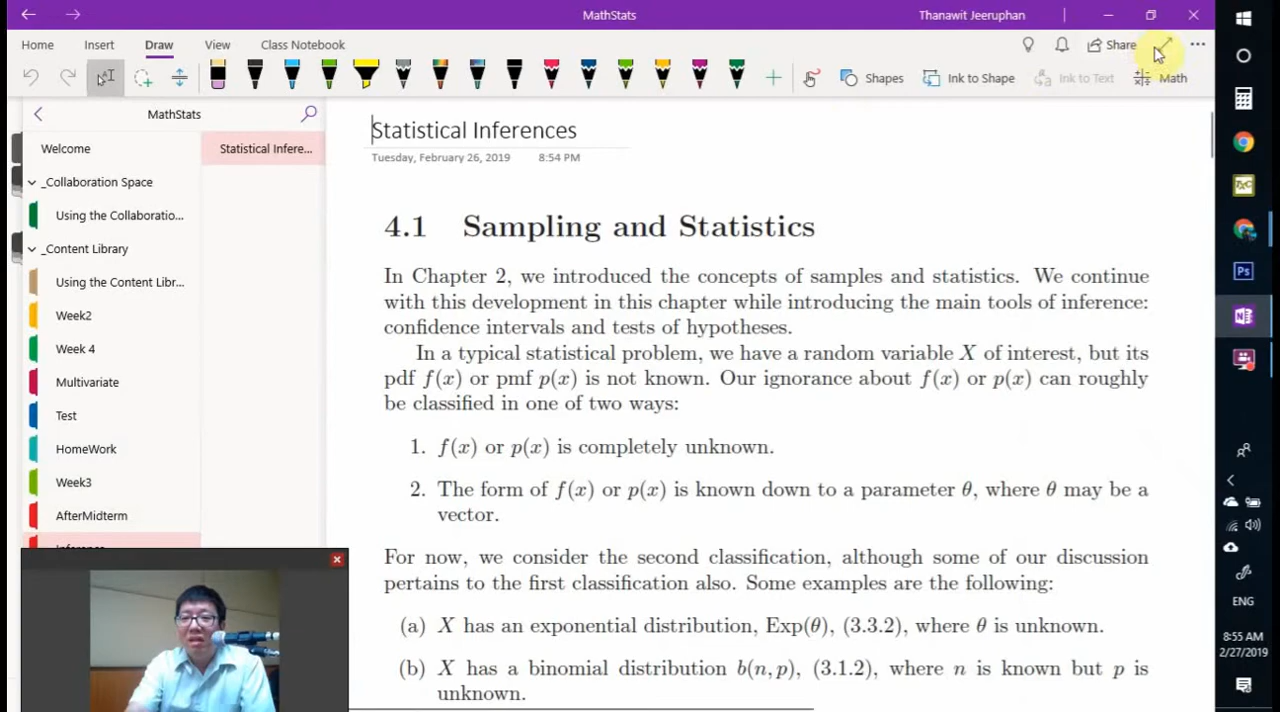 MathStats
Thanawit Jeeruphan
Home Insert Draw View Class Notebook
Share
Shapes Ink to Shape Ink to Text Math
MathStats
Welcome
_Collaboration Space
Using the Collaboratio...
_Content Library
Using the Content Libr...
Week2
Week 4
Multivariate
Test
HomeWork
Week3
AfterMidterm
Inference
Statistical Infere...
Statistical Inferences
Tuesday, February 26, 2019 8:54 PM
4.1 Sampling and Statistics
In Chapter 2, we introduced the concepts of samples and statistics. We continue
with this development in this chapter while introducing the main tools of inference:
confidence intervals and tests of hypotheses.
In a typical statistical problem, we have a random variable X of interest, but its
pdf f(x) or pmf p(x) is not known. Our ignorance about f(x) or p(x) can roughly
be classified in one of two ways:
1. f(x) or p(x) is completely unknown.
2. The form of f(x) or p(x) is known down to a parameter θ, where θ may be a
vector.
For now, we consider the second classification, although some of our discussion
pertains to the first classification also. Some examples are the following:
(a) X has an exponential distribution, Exp(θ), (3.3.2), where θ is unknown.
(b) X has a binomial distribution b(n, p), (3.1.2), where n is known but p is
unknown.
Ps
ENG
8:55 AM
2/27/2019